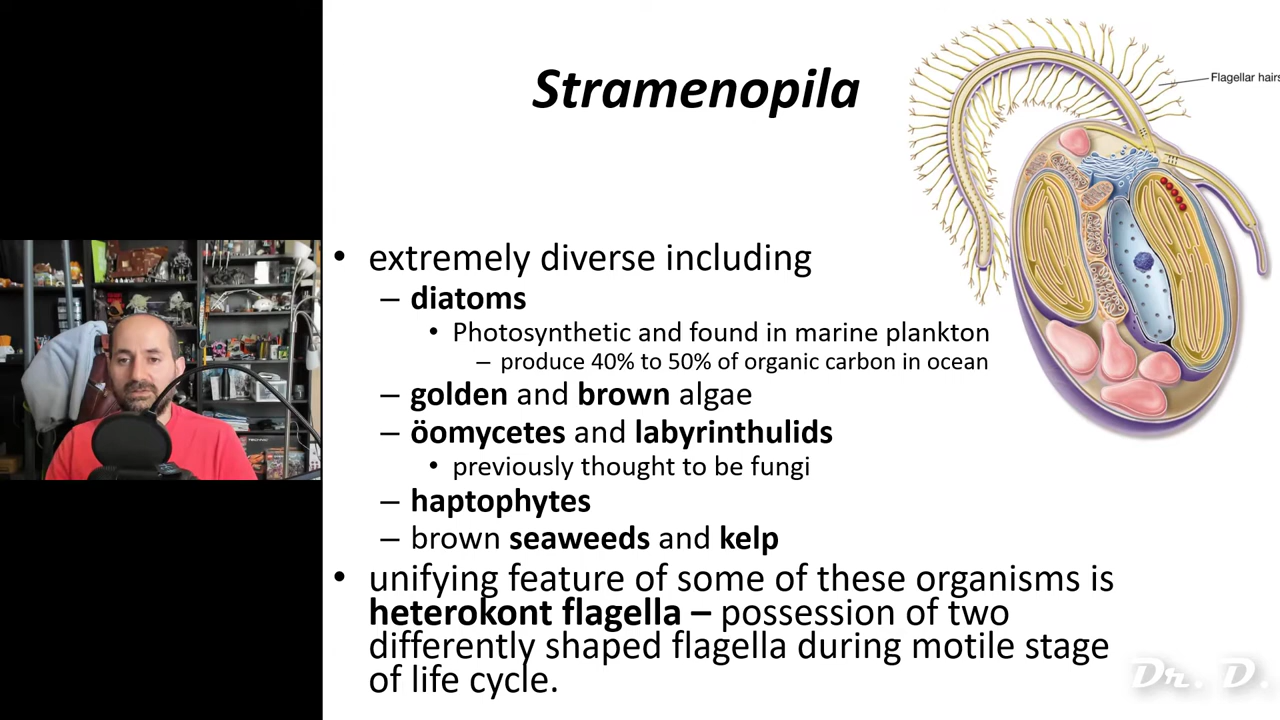 Stramenopila
Flagellar hairs
• extremely diverse including
– diatoms
• Photosynthetic and found in marine plankton
– produce 40% to 50% of organic carbon in ocean
– golden and brown algae
– öomycetes and labyrinthulids
• previously thought to be fungi
– haptophytes
– brown seaweeds and kelp
• unifying feature of some of these organisms is
heterokont flagella – possession of two
differently shaped flagella during motile stage
of life cycle.
Dr. D.